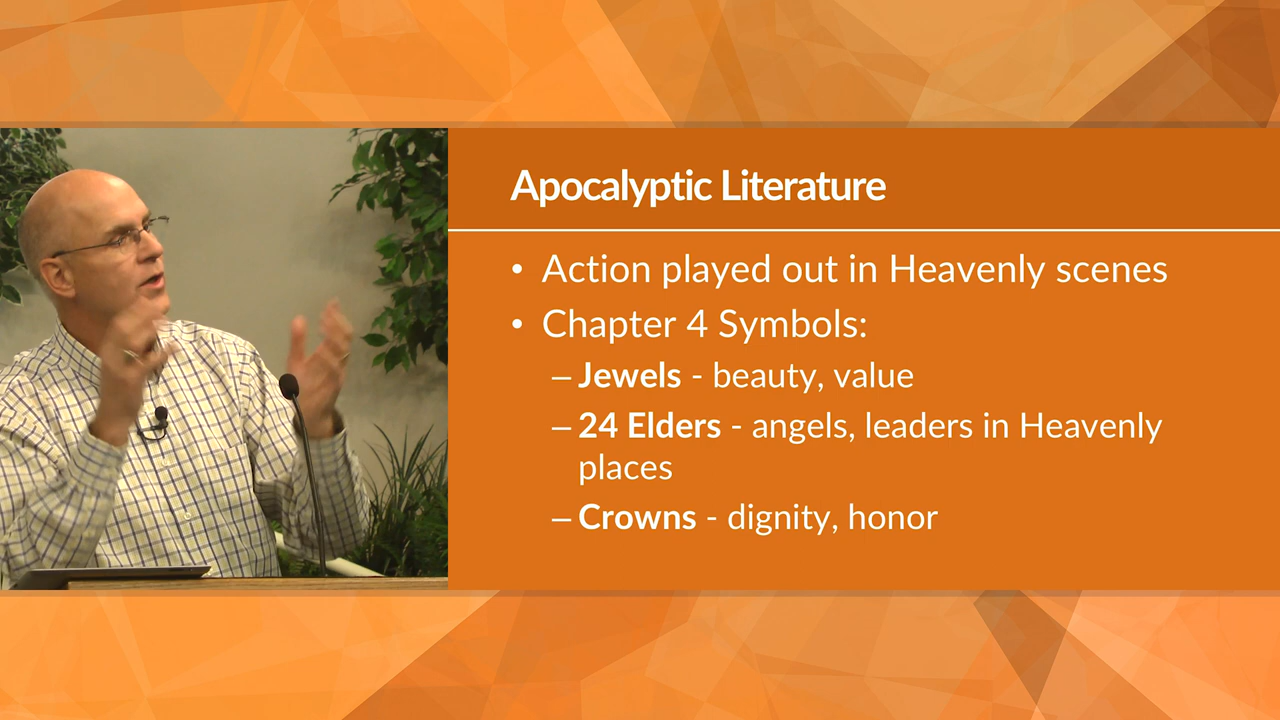 Apocalyptic Literature
• Action played out in Heavenly scenes
• Chapter 4 Symbols:
– Jewels - beauty, value
– 24 Elders - angels, leaders in Heavenly
places
– Crowns - dignity, honor